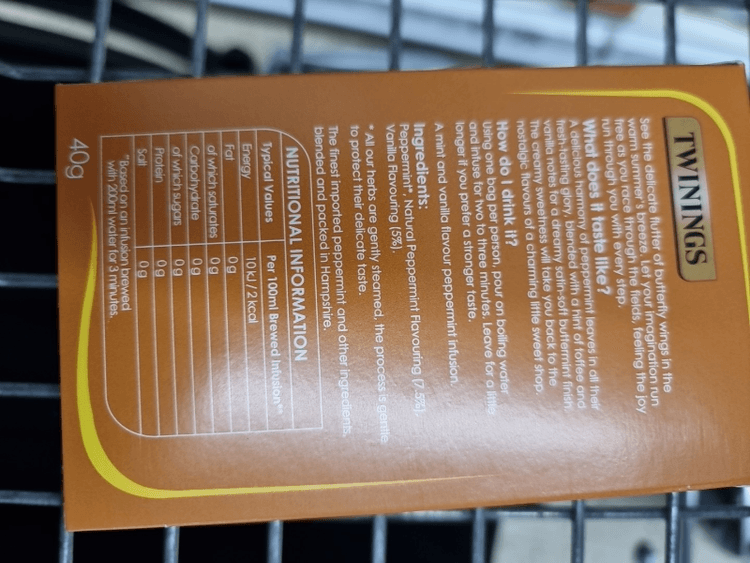 TWININGS
See the delicate flutter of butterfly wings in the
warm summer's breeze. Let your imagination run
free as you race through the fields, feeling the joy
run through you with every step.
What does it taste like?
A delicious harmony of peppermint leaves in all their
fresh-tasting glory, blended with a hint of toffee and
vanilla notes for a dreamy satin-soft buttermint finish.
The creamy sweetness will take you back to the
nostalgic flavours of a charming little sweet shop.
How do I drink it?
Using one bag per person, pour on boiling water
and infuse for two to three minutes. Leave for a little
longer if you prefer a stronger taste.
A mint and vanilla flavour peppermint infusion.
Ingredients:
Peppermint*, Natural Peppermint Flavouring (7.5%),
Vanilla Flavouring (5%).
* All our herbs are gently steamed, the process is gentle
to protect their delicate taste.
The finest imported peppermint and other ingredients,
blended and packed in Hampshire.
NUTRITIONAL INFORMATION
Typical Values Per 100ml Brewed Infusion**
Energy 10 kJ / 2 kcal
Fat 0g
of which saturates 0g
Carbohydrate 0g
of which sugars 0g
Protein 0g
Salt 0g
**Based on an infusion brewed
with 200ml water for 3 minutes.
40g